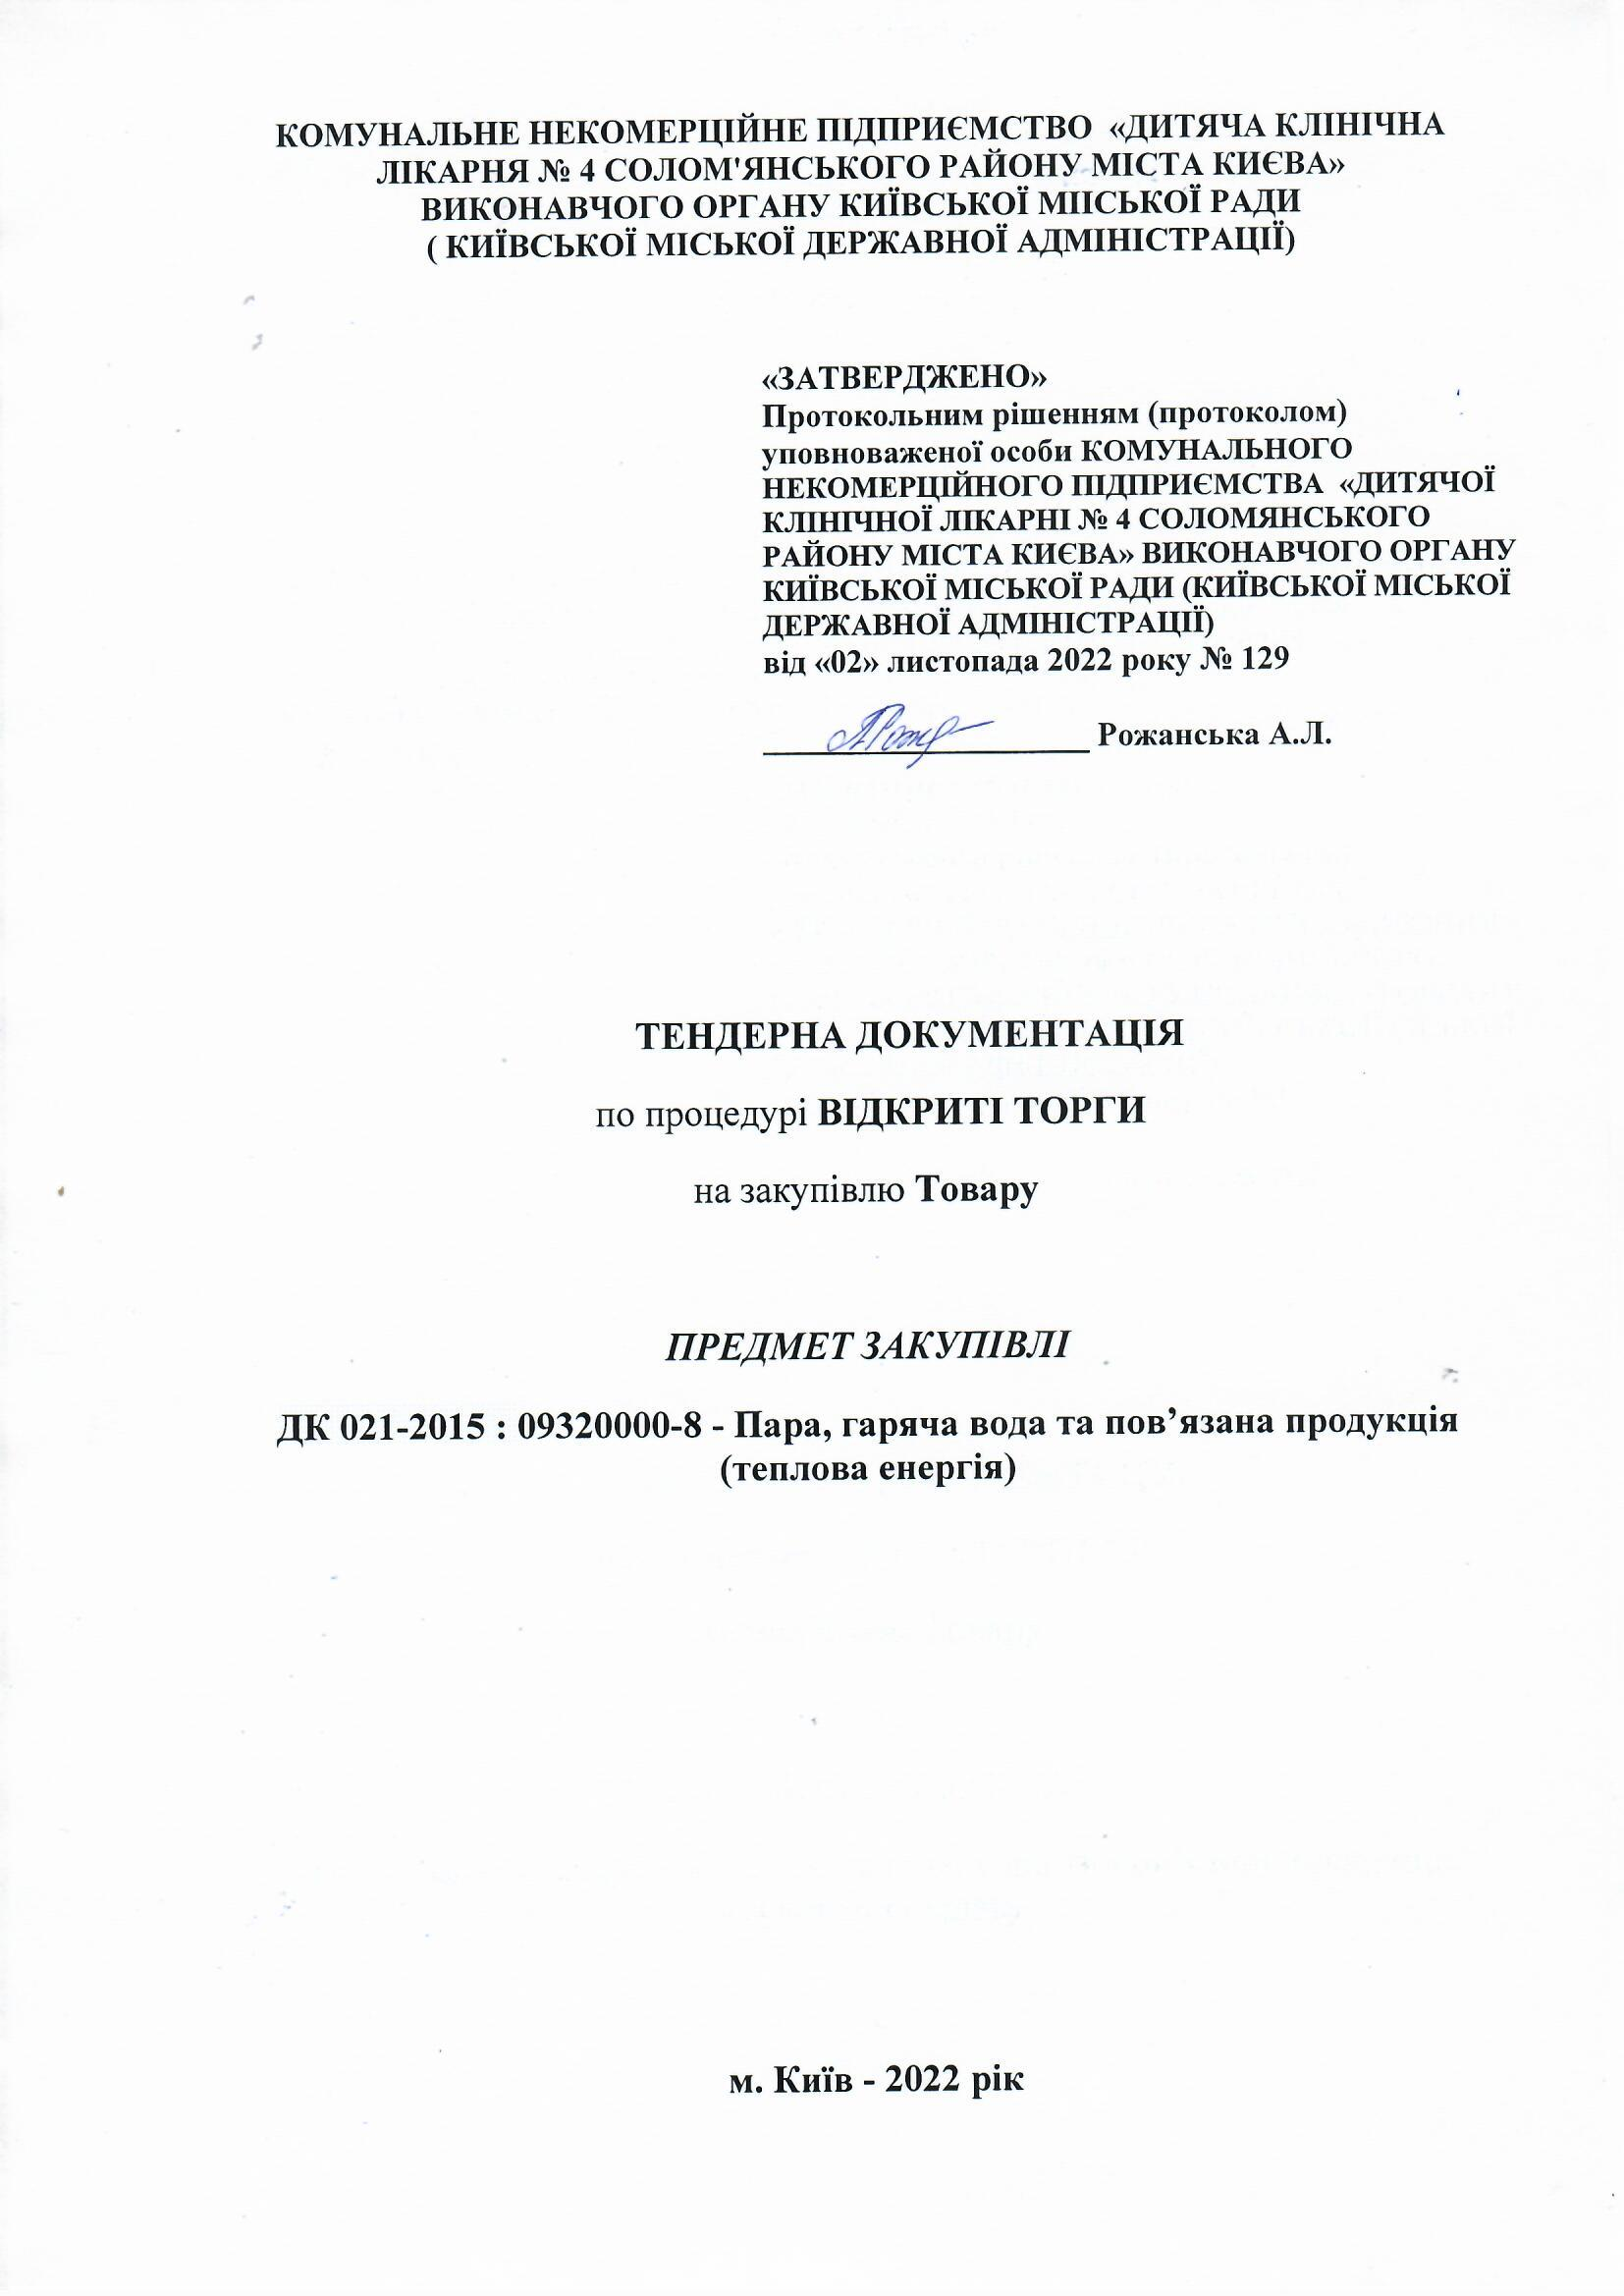 КОМУНАЛЬНЕ НЕКОМЕРЦІЙНЕ ПІДПРИЄМСТВО «ДИТЯЧА КЛІНІЧНА
ЛІКАРНЯ № 4 СОЛОМ'ЯНСЬКОГО РАЙОНУ МІСТА КИЄВА»
ВИКОНАВЧОГО ОРГАНУ КИЇВСЬКОЇ МІІСЬКОЇ РАДИ
( КИЇВСЬКОЇ МІСЬКОЇ ДЕРЖАВНОЇ АДМІНІСТРАЦІЇ)
«ЗАТВЕРДЖЕНО»
Протокольним рішенням (протоколом)
уповноваженої особи КОМУНАЛЬНОГО
НЕКОМЕРЦІЙНОГО ПІДПРИЄМСТВА «ДИТЯЧОЇ
КЛІНІЧНОЇ ЛІКАРНІ № 4 СОЛОМЯНСЬКОГО
РАЙОНУ МІСТА КИЄВА» ВИКОНАВЧОГО ОРГАНУ
КИЇВСЬКОЇ МІСЬКОЇ РАДИ (КИЇВСЬКОЇ МІСЬКОЇ
ДЕРЖАВНОЇ АДМІНІСТРАЦІЇ)
від «02» листопада 2022 року № 129
Рожанська А.Л.
ТЕНДЕРНА ДОКУМЕНТАЦІЯ
по процедурі ВІДКРИТІ ТОРГИ
на закупівлю Товару
ПРЕДМЕТ ЗАКУПІВЛІ
ДК 021-2015 : 09320000-8 - Пара, гаряча вода та пов’язана продукція
(теплова енергія)
м. Київ - 2022 рік